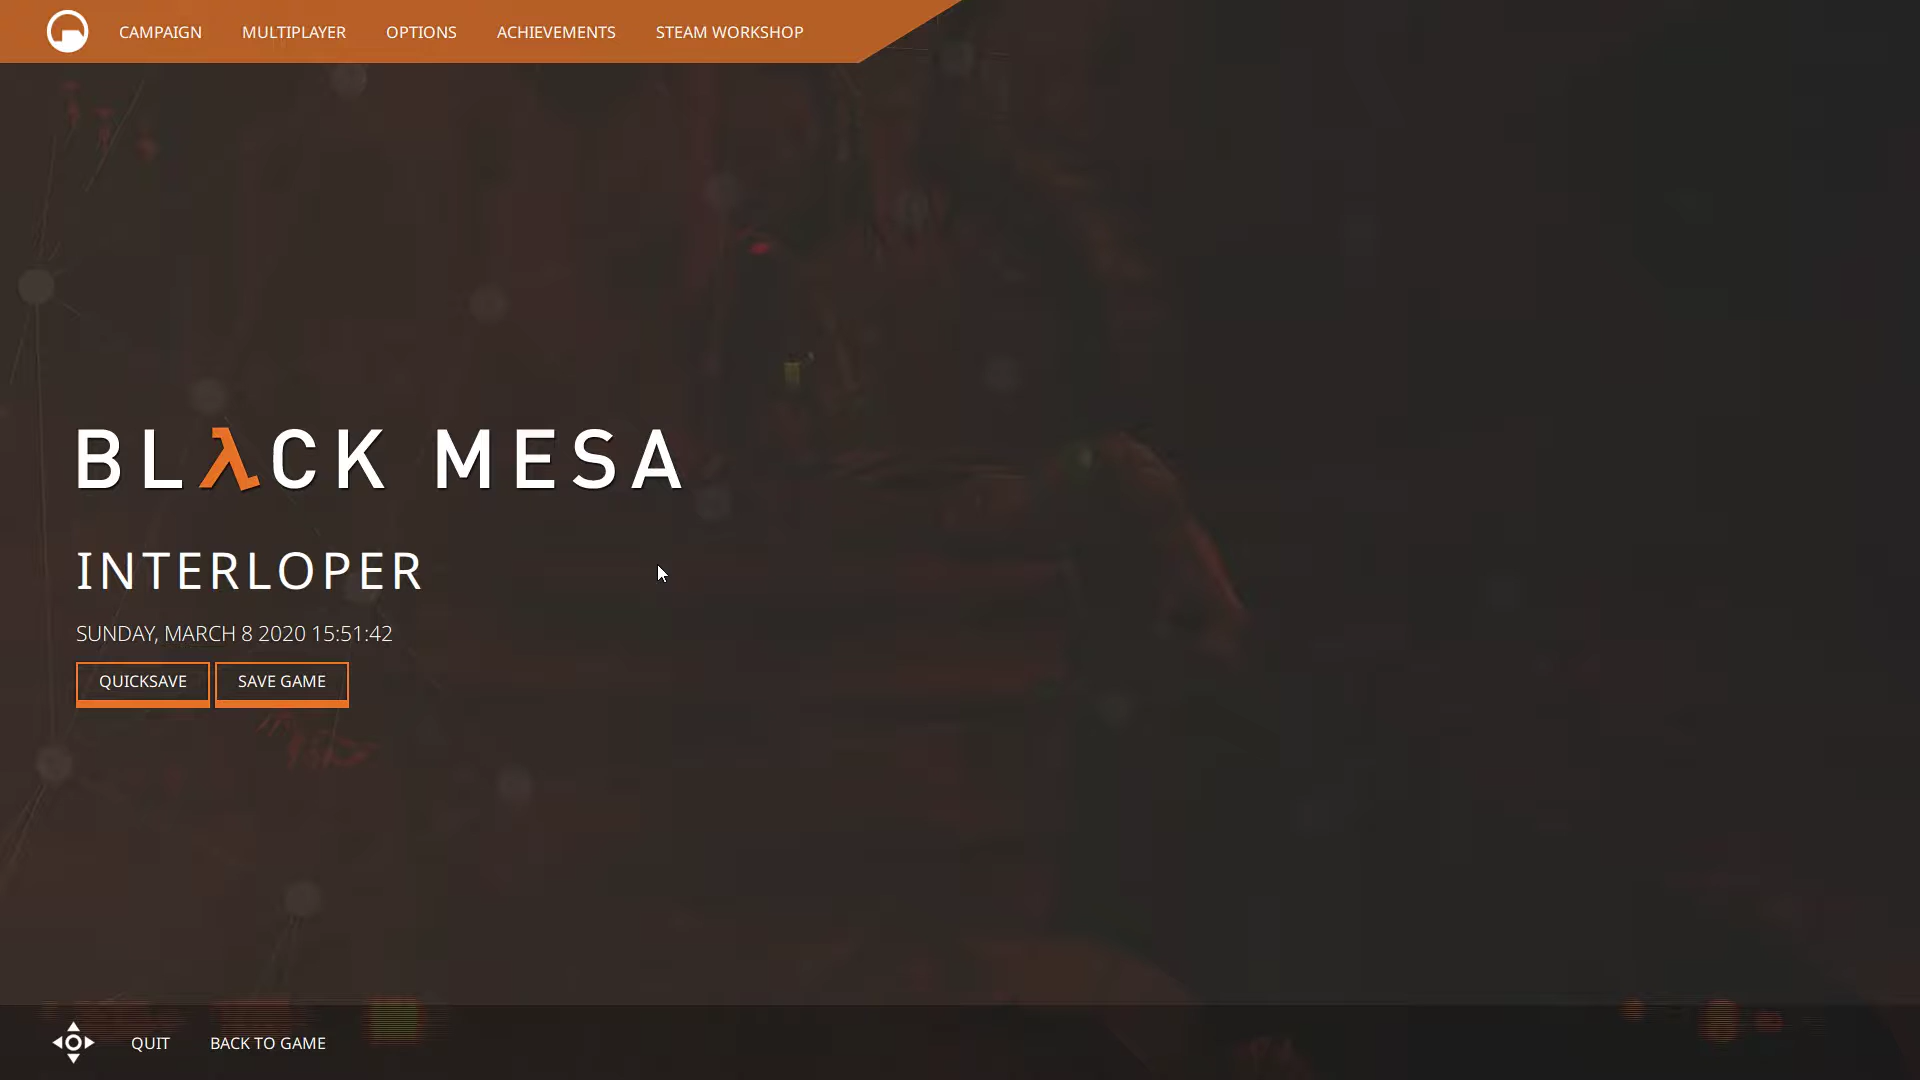 CAMPAIGN MULTIPLAYER OPTIONS ACHIEVEMENTS STEAM WORKSHOP
BLλCK MESA
INTERLOPER
SUNDAY, MARCH 8 2020 15:51:42
QUICKSAVE SAVE GAME
QUIT BACK TO GAME